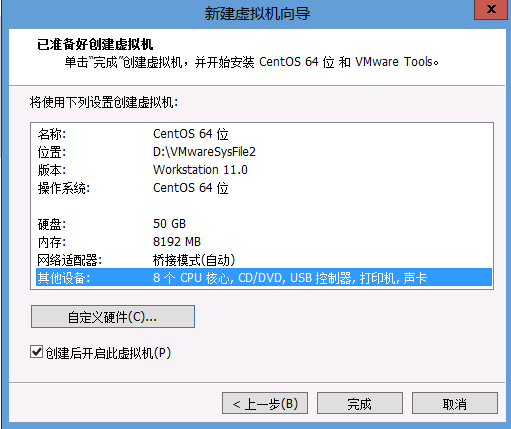 新建虚拟机向导
x
已准备好创建虚拟机
单击“完成”创建虚拟机，并开始安装 CentOS 64 位 和 VMware Tools。
将使用下列设置创建虚拟机:
名称: CentOS 64 位
位置: D:\VMwareSysFile2
版本: Workstation 11.0
操作系统: CentOS 64 位
硬盘: 50 GB
内存: 8192 MB
网络适配器: 桥接模式(自动)
其他设备: 8 个 CPU 核心, CD/DVD, USB 控制器, 打印机, 声卡
自定义硬件(C)...
创建后开启此虚拟机(P)
< 上一步(B) 完成 取消